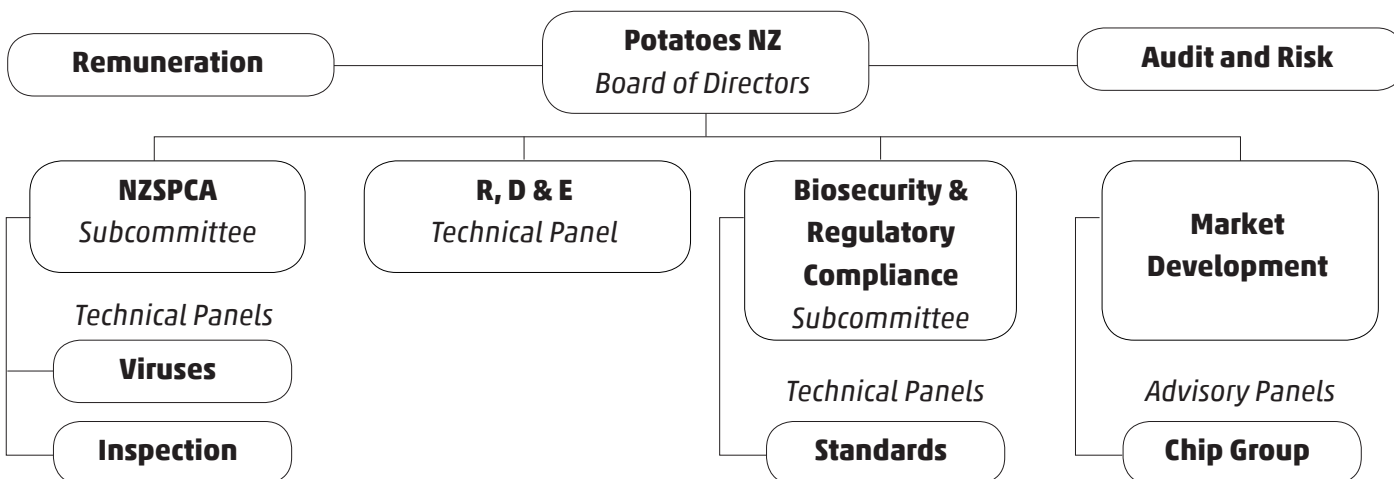 Remuneration
Potatoes NZ
Board of Directors
Audit and Risk
NZSPCA
Subcommittee
R, D & E
Technical Panel
Biosecurity &
Regulatory
Compliance
Subcommittee
Market
Development
Technical Panels
Viruses
Inspection
Technical Panels
Standards
Advisory Panels
Chip Group